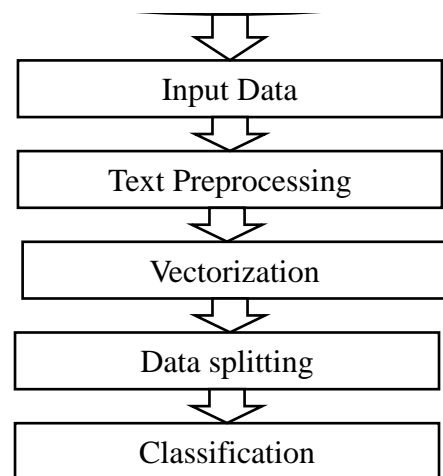 Input Data
Text Preprocessing
Vectorization
Data splitting
Classification